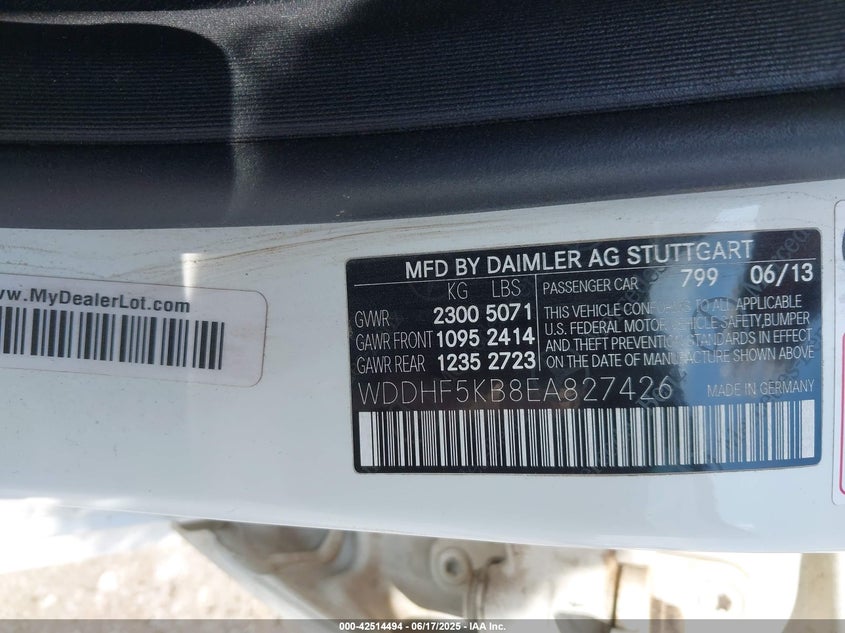 MFD BY DAIMLER AG STUTTGART
KG LBS
GVWR 2300 5071
GAWR FRONT 1095 2414
GAWR REAR 1235 2723
PASSENGER CAR 799 06/13
THIS VEHICLE CONFORMS TO ALL APPLICABLE
U.S. FEDERAL MOTOR VEHICLE SAFETY, BUMPER
AND THEFT PREVENTION STANDARDS IN EFFECT
ON THE DATE OF MANUFACTURE SHOWN ABOVE
WDDHF5KB8EA827426 MADE IN GERMANY
www.MyDealerLot.com
000-42514494 - 06/17/2025 - IAA Inc.